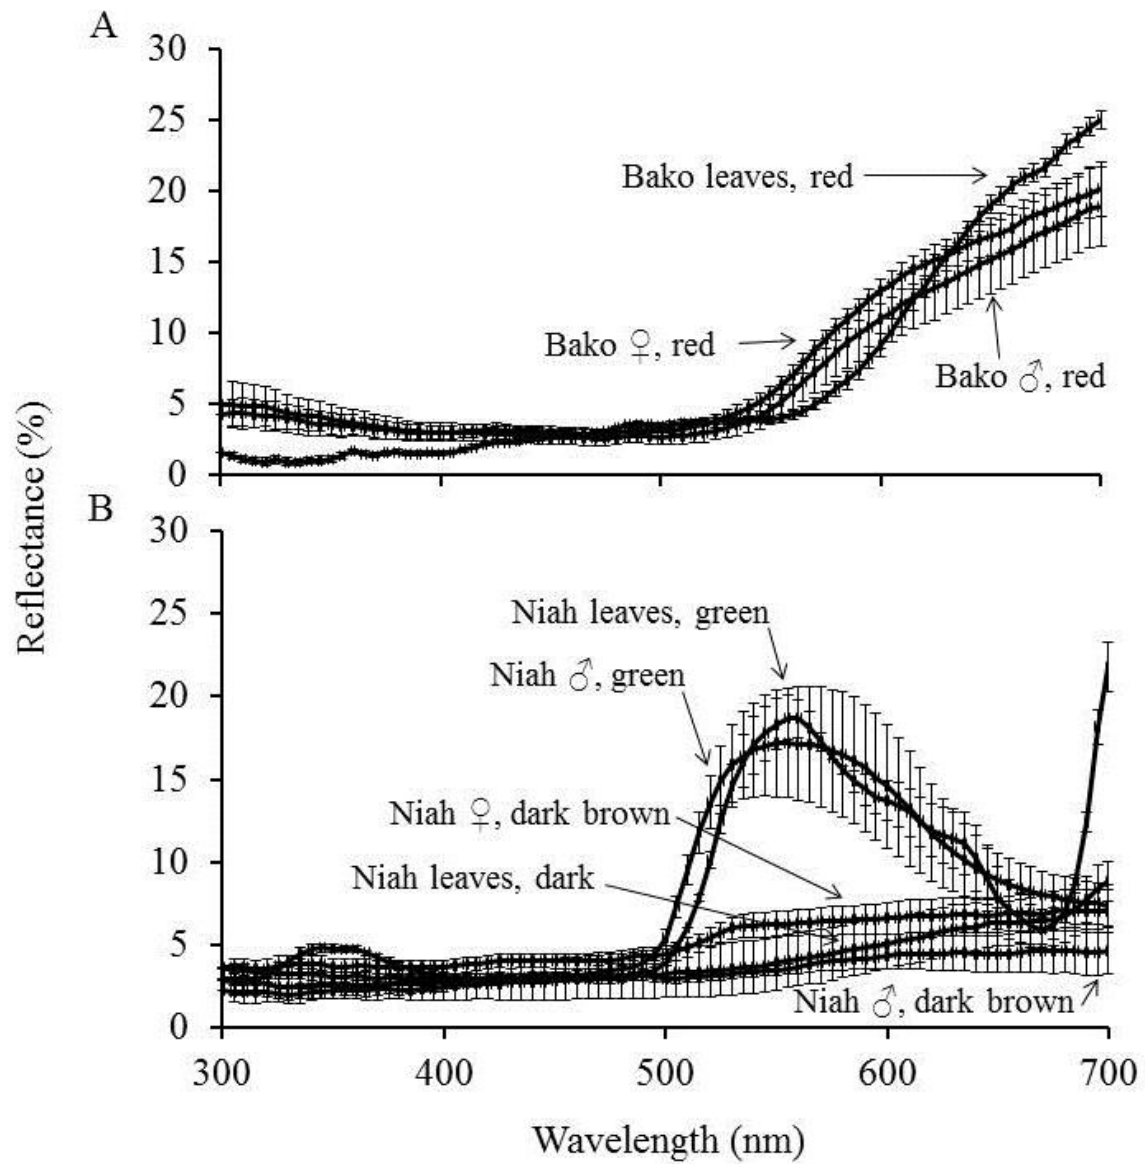 A
30
25
20
15
10
5
0
Bako leaves, red
Bako ♀, red
Bako ♂, red
Reflectance (%)
B
30
25
20
15
10
5
0
Niah leaves, green
Niah ♂, green
Niah ♀, dark brown
Niah leaves, dark
Niah ♂, dark brown
300 400 500 600 700
Wavelength (nm)